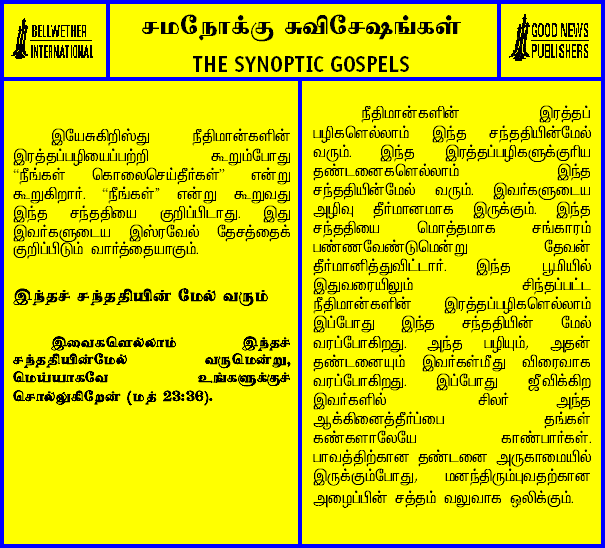 BELLWETHER
INTERNATIONAL
சமநோக்கு சுவிசேஷங்கள்
THE SYNOPTIC GOSPELS
GOOD NEWS
PUBLISHERS
இயேசுகிறிஸ்து நீதிமான்களின்
இரத்தப்பழியைப்பற்றி கூறும்போது
“நீங்கள் கொலைசெய்தீர்கள்” என்று
கூறுகிறார். “நீங்கள்” என்று கூறுவது
இந்த சந்ததியை குறிப்பிடாது. இது
இவர்களுடைய இஸ்ரவேல் தேசத்தைக்
குறிப்பிடும் வார்த்தையாகும்.
இந்தச் சந்ததியின் மேல் வரும்
இவைகளெல்லாம் இந்தச்
சந்ததியின்மேல் வருமென்று,
மெய்யாகவே உங்களுக்குச்
சொல்லுகிறேன் (மத் 23:36).
நீதிமான்களின் இரத்தப்
பழிகளெல்லாம் இந்த சந்ததியின்மேல்
வரும். இந்த இரத்தப்பழிகளுக்குரிய
தண்டனைகளெல்லாம் இந்த
சந்ததியின்மேல் வரும். இவர்களுடைய
அழிவு தீர்மானமாக இருக்கும். இந்த
சந்ததியை மொத்தமாக சங்காரம்
பண்ணவேண்டுமென்று தேவன்
தீர்மானித்துவிட்டார். இந்த பூமியில்
இதுவரையிலும் சிந்தப்பட்ட
நீதிமான்களின் இரத்தப்பழிகளெல்லாம்
இப்போது இந்த சந்ததியின் மேல்
வரப்போகிறது. அந்த பழியும், அதன்
தண்டனையும் இவர்கள்மீது விரைவாக
வரப்போகிறது. இப்போது ஜீவிக்கிற
இவர்களில் சிலர் அந்த
ஆக்கினைத்தீர்ப்பை தங்கள்
கண்களாலேயே காண்பார்கள்.
பாவத்திற்கான தண்டனை அருகாமையில்
இருக்கும்போது, மனந்திரும்புவதற்கான
அழைப்பின் சத்தம் வலுவாக ஒலிக்கும்.